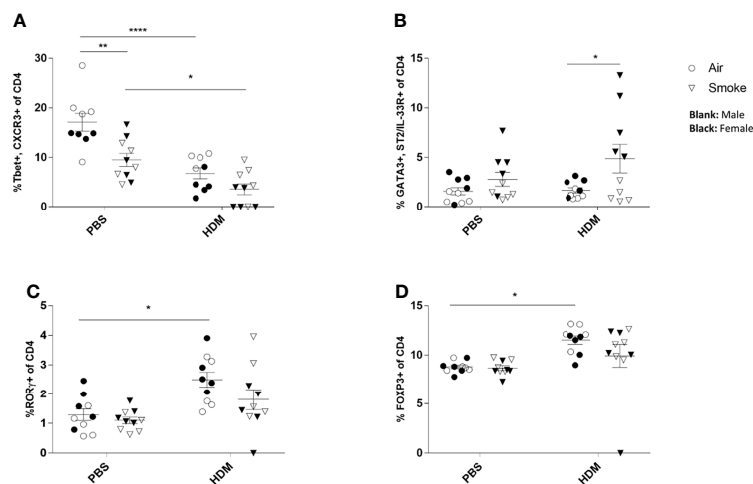 A
B
****
**
*
*
30
20
10
0
%Tbet+, CXCR3+ of CD4
PBS
HDM
15
10
5
0
% GATA3+, ST2/IL-33R+ of CD4
PBS
HDM
Air
Smoke
Blank: Male
Black: Female
C
D
*
*
5
4
3
2
1
0
%RORγ+ of CD4
PBS
HDM
15
10
5
0
% FOXP3+ of CD4
PBS
HDM